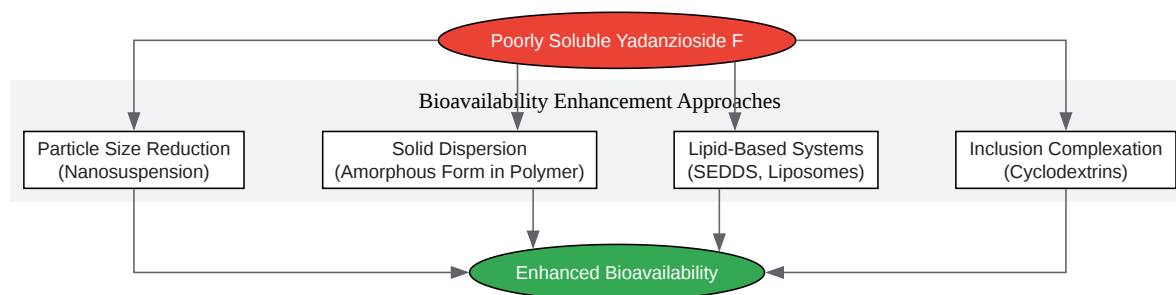 Poorly Soluble Yadanzioside F
Bioavailability Enhancement Approaches
Particle Size Reduction
(Nanosuspension)
Solid Dispersion
(Amorphous Form in Polymer)
Lipid-Based Systems
(SEDDS, Liposomes)
Inclusion Complexation
(Cyclodextrins)
Enhanced Bioavailability